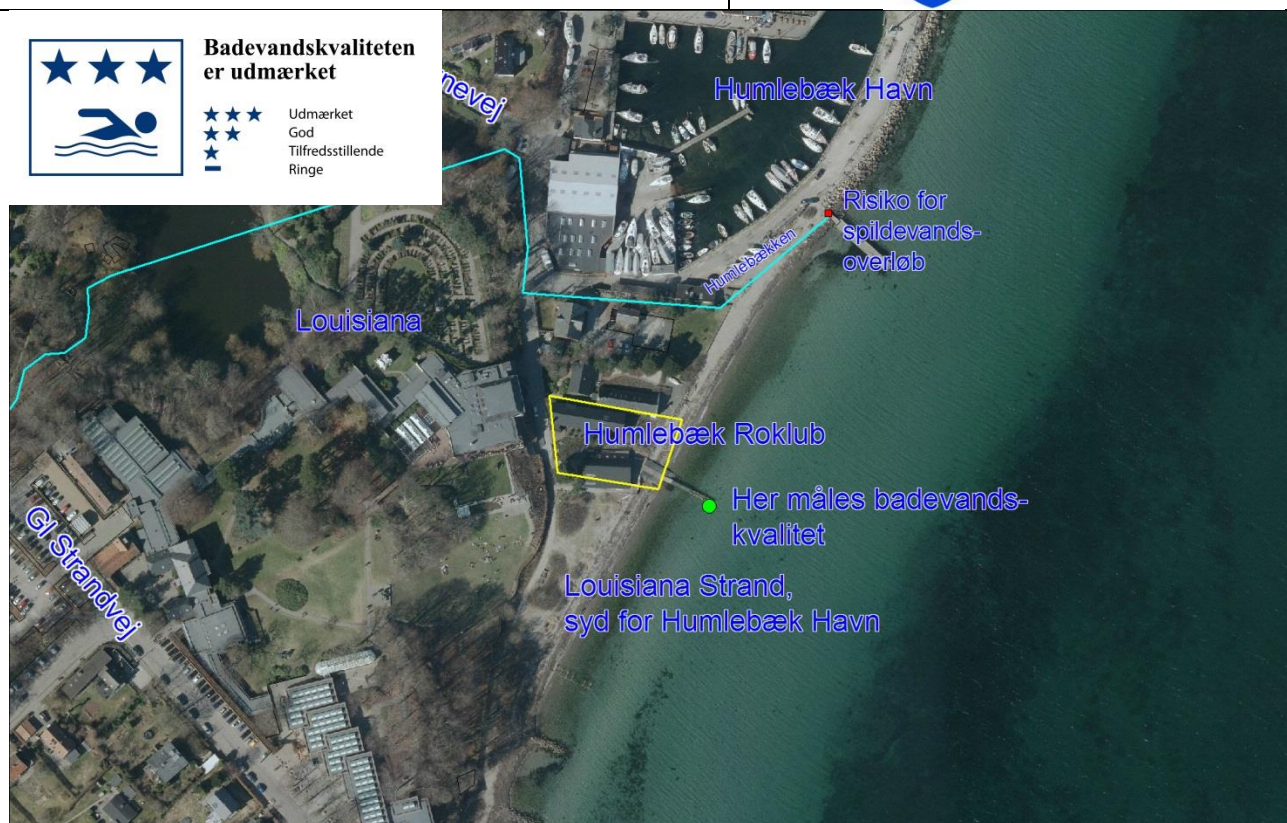 Badevandskvaliteten
er udmærket
Udmærket
God
Tilfredsstillende
Ringe
nevej
Humlebæk Havn
Risiko for
spildevands-
overløb
Humlebækken
Louisiana
Humlebæk Roklub
Her måles badevands-
kvalitet
Gl Strandvej
Louisiana Strand,
syd for Humlebæk Havn